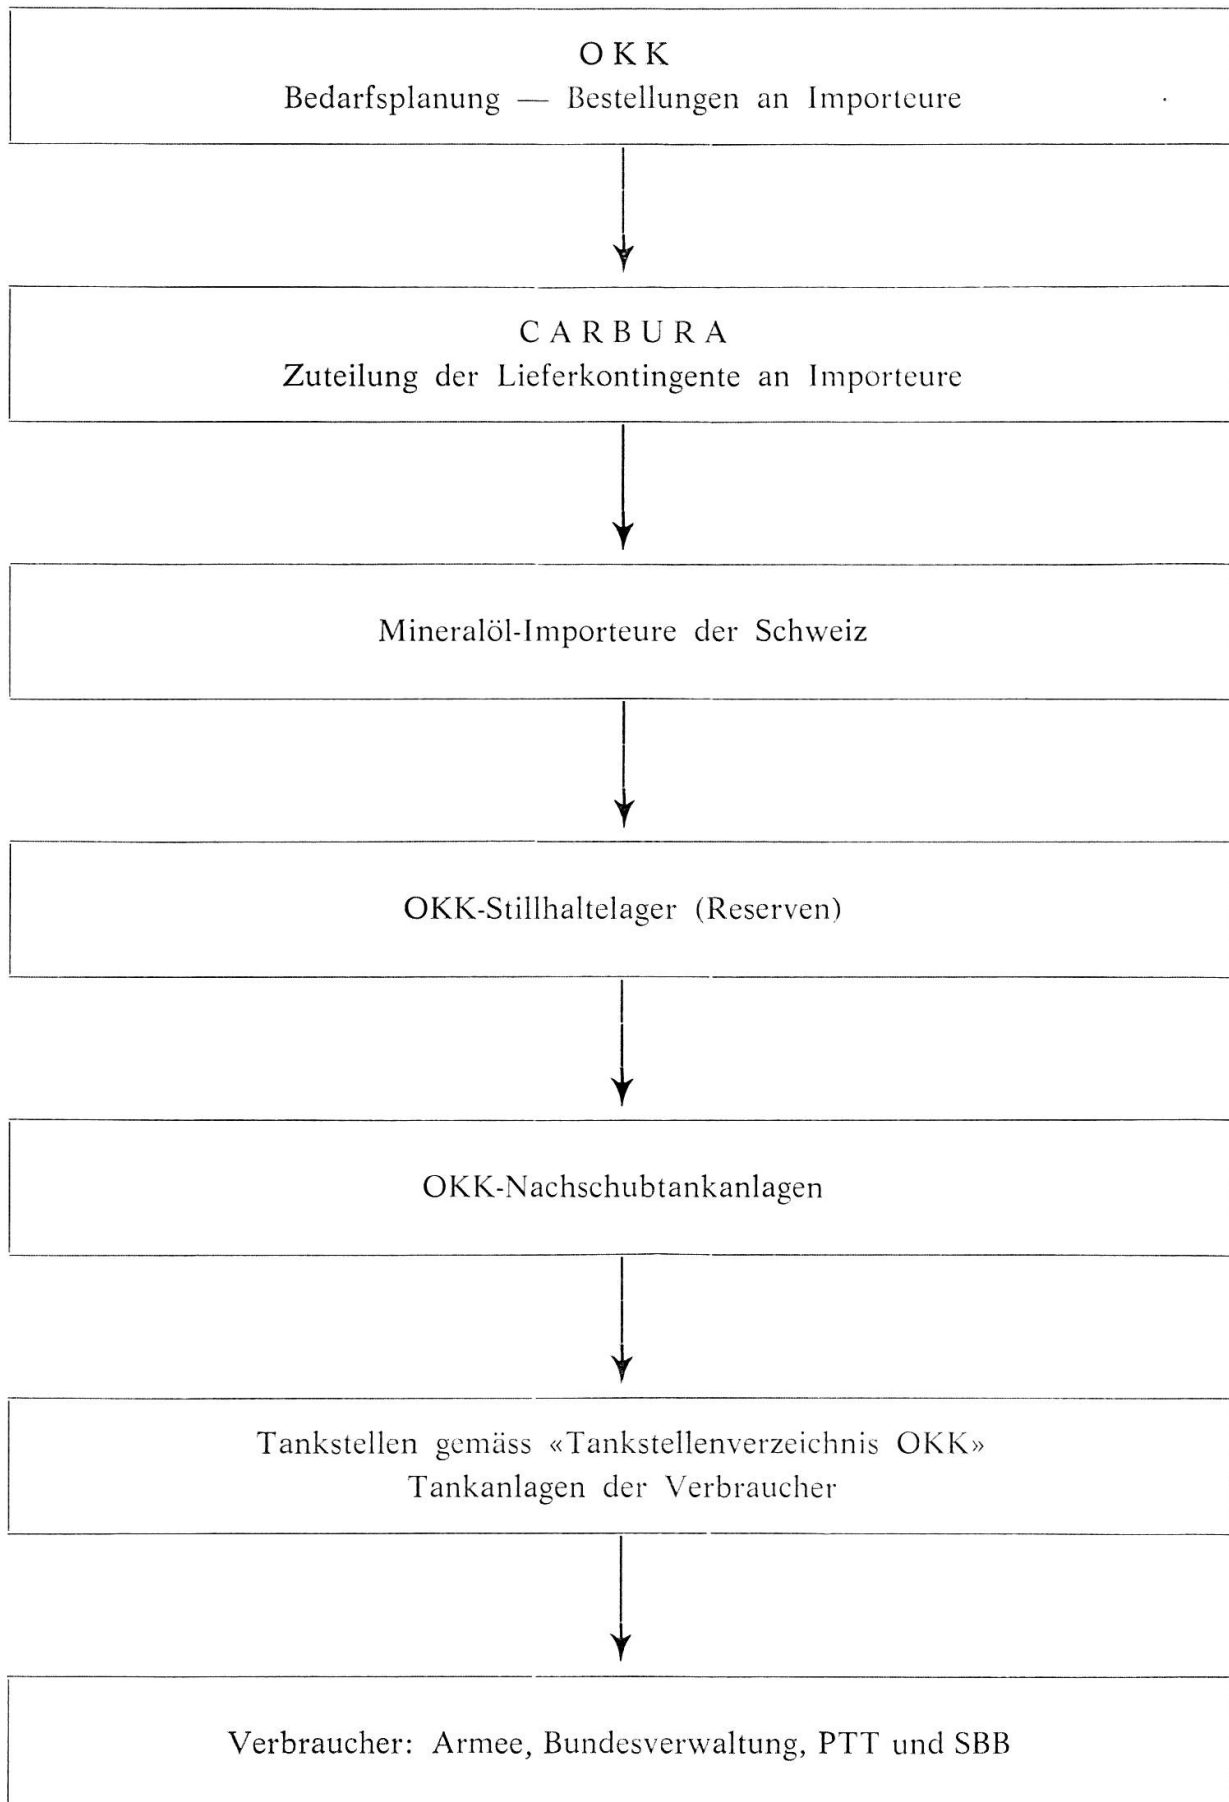 OKK
Bedarfsplanung — Bestellungen an Importeure
CARBURA
Zuteilung der Lieferkontingente an Importeure
Mineralöl-Importeure der Schweiz
OKK-Stillhaltelager (Reserven)
OKK-Nachschubtankanlagen
Tankstellen gemäss «Tankstellenverzeichnis OKK»
Tankanlagen der Verbraucher
Verbraucher: Armee, Bundesverwaltung, PTT und SBB